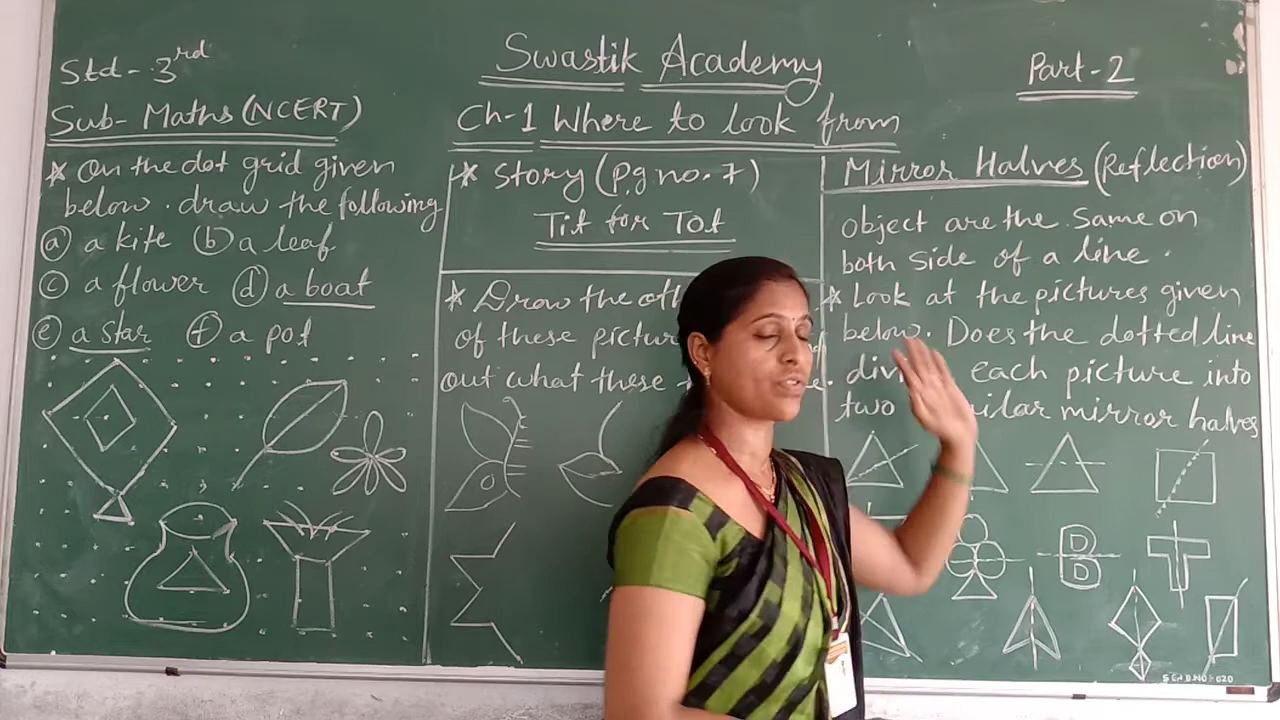 Std - 3rd
Swastik Academy
Part-2
Sub- Maths (NCERT)
Ch-1 Where to look from
* On the dot grid given
below. draw the following
(a) a kite (b) a leaf
(c) a flower (d) a boat
(e) a star (f) a pot
* Story (Pg no. 7)
Tit for Tot
* Draw the oth
of these pictu
out what these
Mirror Halves (Reflection)
object are the same on
both side of a line.
* Look at the pictures given
below. Does the dotted line
each picture into
two mirror halves
B
T